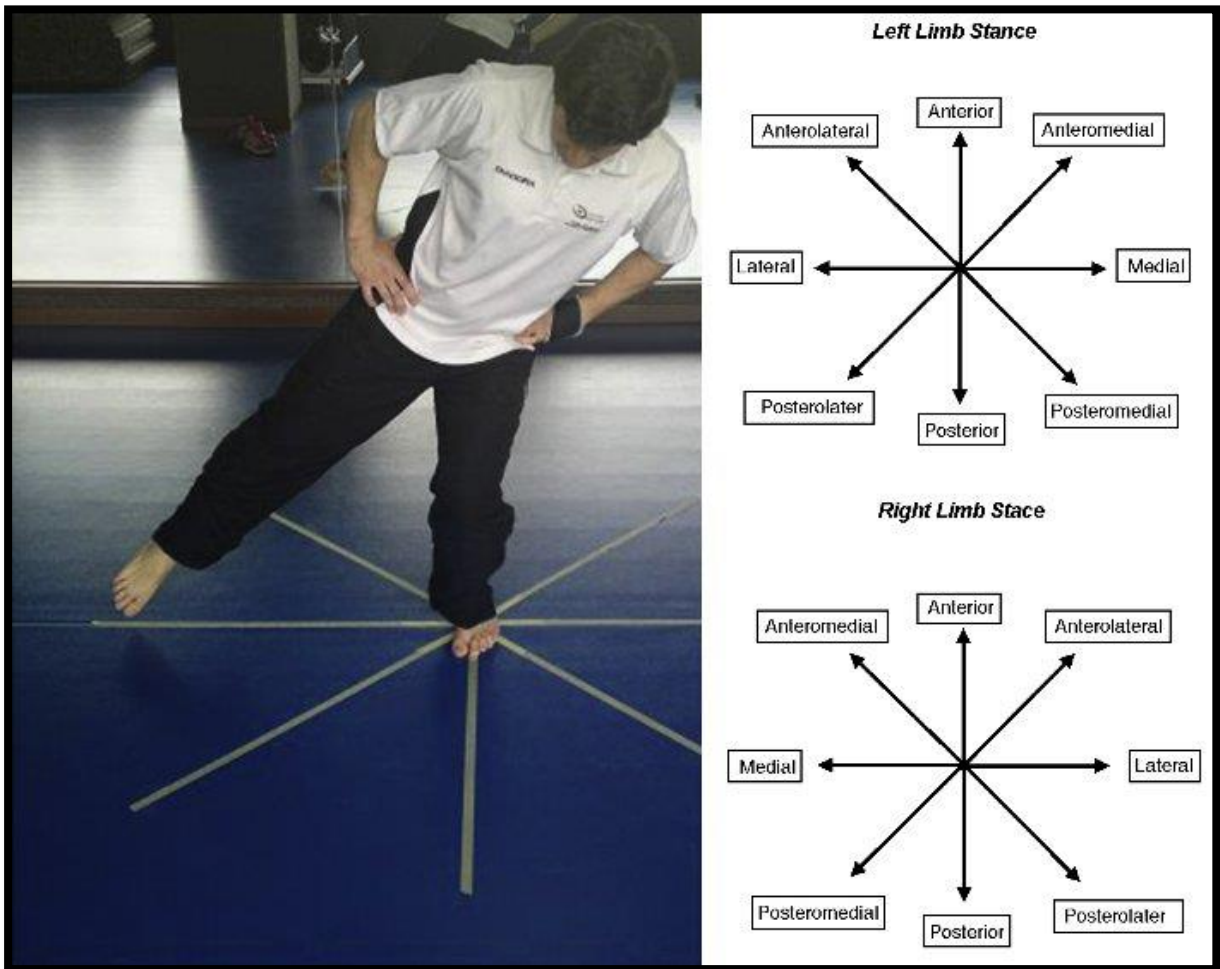 DIADORA
Left Limb Stance
Anterior
Anterolateral
Anteromedial
Lateral
Medial
Posterolater
Posteromedial
Posterior
Right Limb Stace
Anterior
Anteromedial
Anterolateral
Medial
Lateral
Posteromedial
Posterolater
Posterior